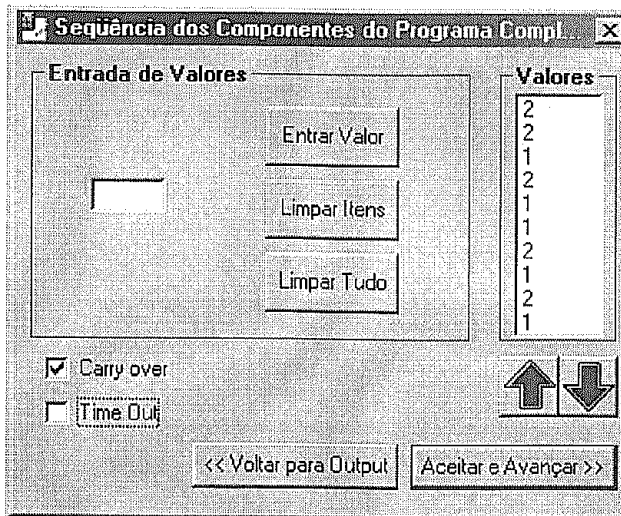 Seqüência dos Componentes do Programa Compl...
Entrada de Valores
Entrar Valor
Limpar Itens
Limpar Tudo
Valores
2
2
1
2
1
1
2
1
2
1
Carry over
Time Out
<< Voltar para Output
Aceitar e Avançar >>